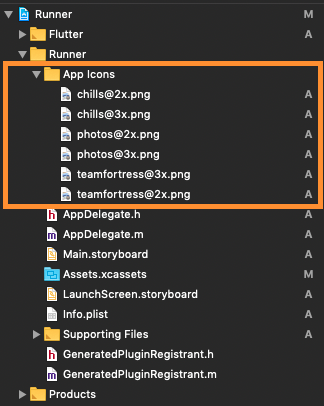 Runner M
Flutter A
Runner A
App Icons
chills@2x.png A
chills@3x.png A
photos@2x.png A
photos@3x.png A
teamfortress@3x.png A
teamfortress@2x.png A
h AppDelegate.h A
m AppDelegate.m A
Main.storyboard A
Assets.xcassets M
LaunchScreen.storyboard A
Info.plist A
Supporting Files A
h GeneratedPluginRegistrant.h
m GeneratedPluginRegistrant.m
Products